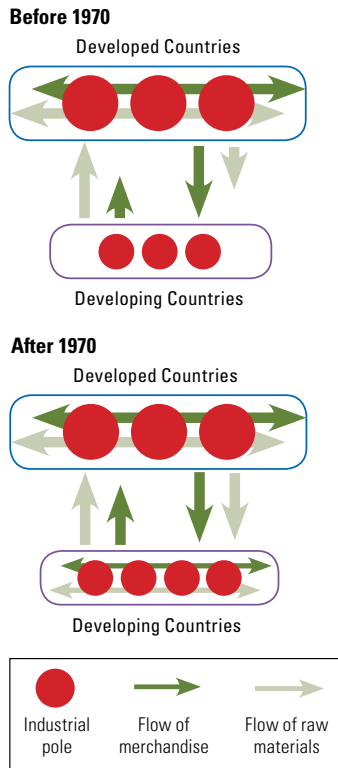 Before 1970
Developed Countries
Developing Countries
After 1970
Developed Countries
Developing Countries
Industrial
pole
Flow of
merchandise
Flow of raw
materials